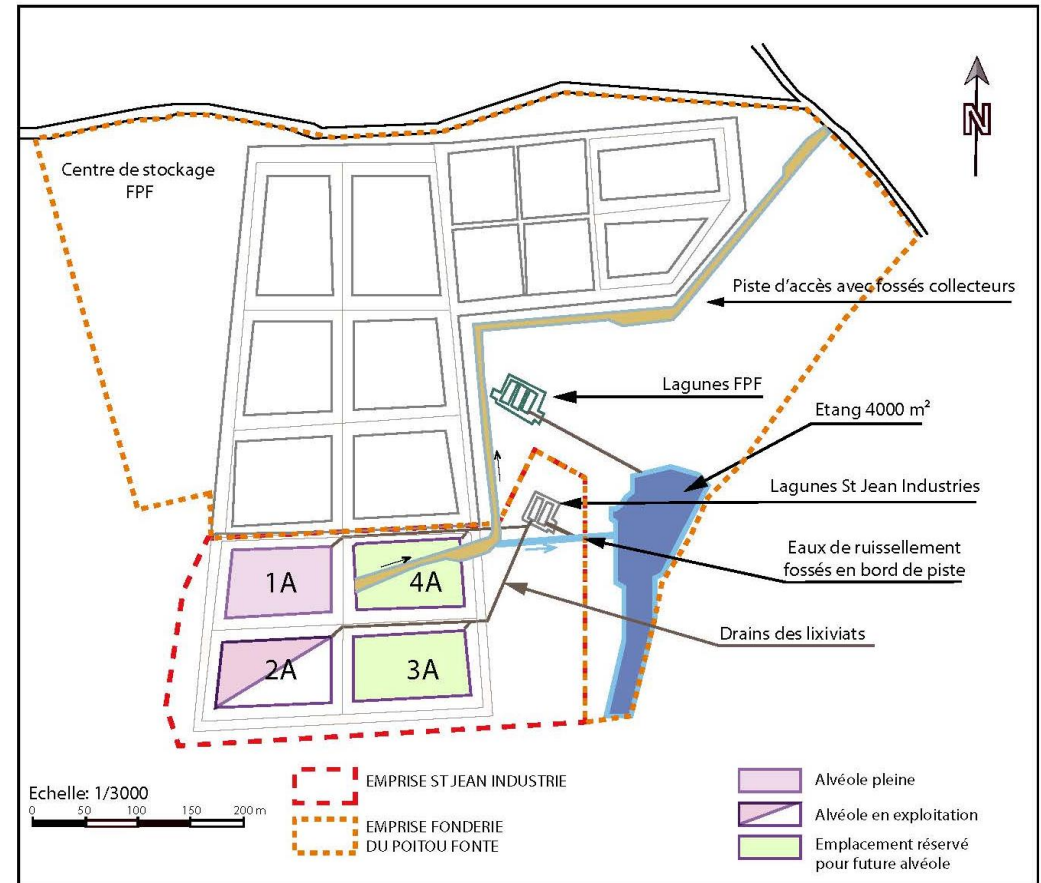 N
Centre de stockage
FPF
Piste d'accès avec fossés collecteurs
Lagunes FPF
Etang 4000 m²
Lagunes St Jean Industries
Eaux de ruissellement
fossés en bord de piste
Drains des lixiviats
1A
4A
2A
3A
Echelle: 1/3000
0 50 100 150 200 m
EMPRISE ST JEAN INDUSTRIE
EMPRISE FONDERIE
DU POITOU FONTE
Alvéole pleine
Alvéole en exploitation
Emplacement réservé
pour future alvéole